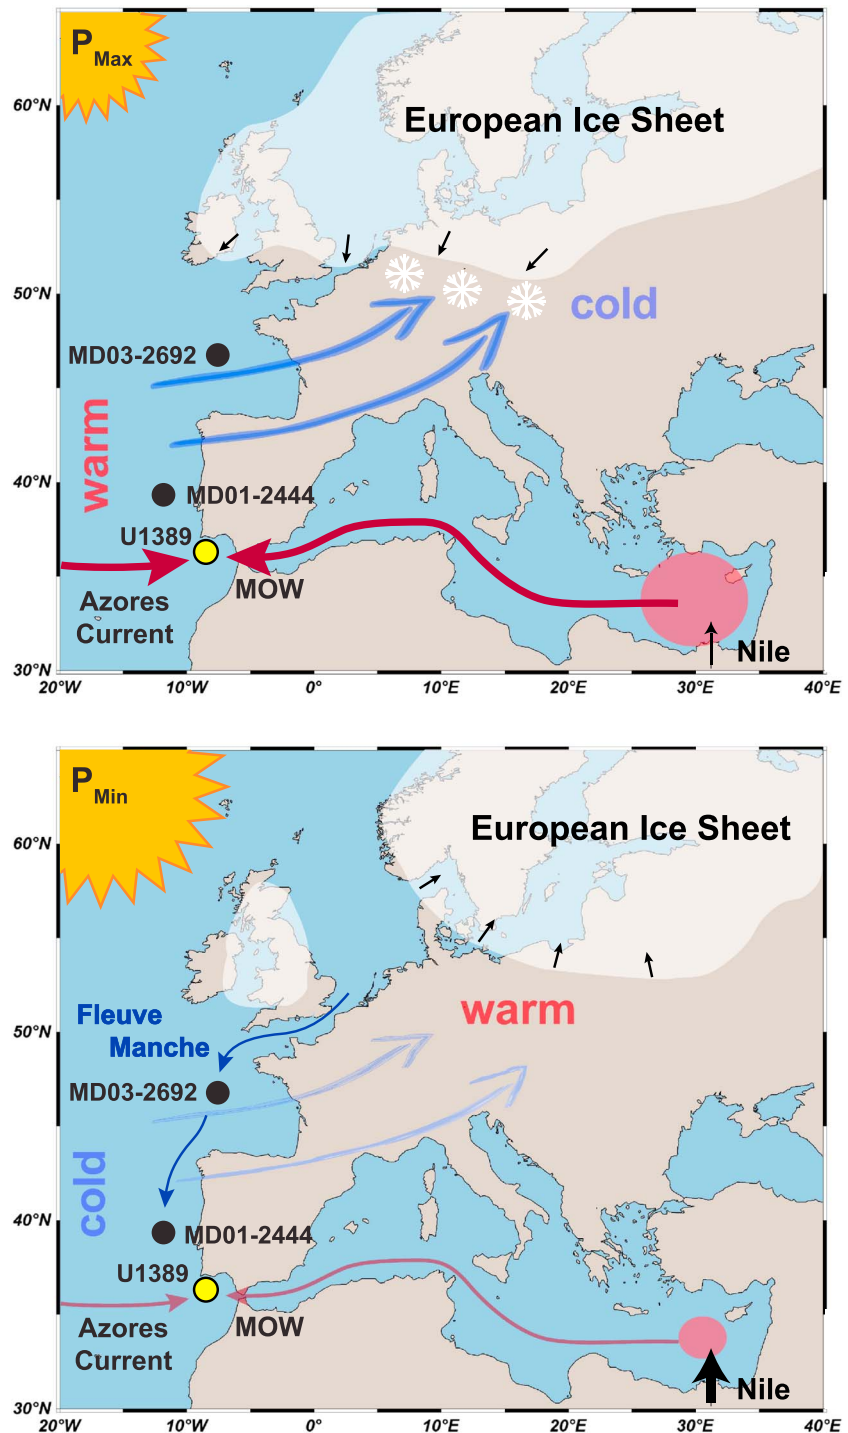 P Max
60°N
European Ice Sheet
50°N
cold
MD03-2692
warm
40°N
MD01-2444
U1389
MOW
Azores
Current
Nile
30°N
20°W 10°W 0° 10°E 20°E 30°E 40°E
P Min
60°N
European Ice Sheet
50°N
warm
Fleuve
Manche
MD03-2692
cold
40°N
MD01-2444
U1389
MOW
Azores
Current
Nile
30°N
20°W 10°W 0° 10°E 20°E 30°E 40°E